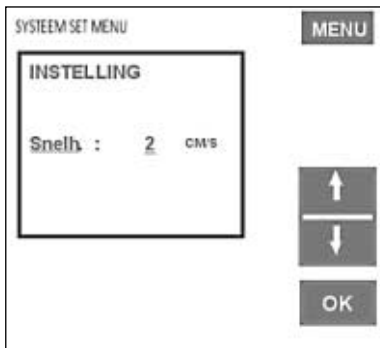 SYSTEEM SET MENU
MENU
INSTELLING
Snelh. : 2 CM/S
OK